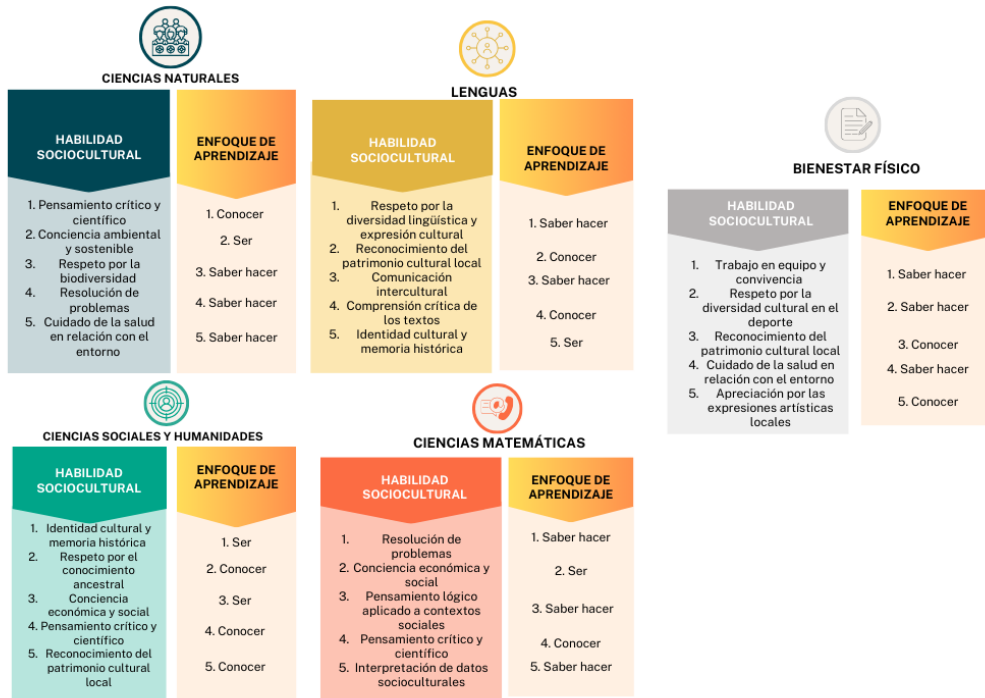 CIENCIAS NATURALES
HABILIDAD
SOCIOCULTURAL
1. Pensamiento crítico y
científico
2. Conciencia ambiental
y sostenible
3. Respeto por la
biodiversidad
4. Resolución de
problemas
5. Cuidado de la salud
en relación con el
entorno
ENFOQUE DE
APRENDIZAJE
1. Conocer
2. Ser
3. Saber hacer
4. Saber hacer
5. Saber hacer
LENGUAS
HABILIDAD
SOCIOCULTURAL
1. Respeto por la
diversidad lingüística y
expresión cultural
2. Reconocimiento del
patrimonio cultural local
3. Comunicación
intercultural
4. Comprensión crítica de
los textos
5. Identidad cultural y
memoria histórica
ENFOQUE DE
APRENDIZAJE
1. Saber hacer
2. Conocer
3. Saber hacer
4. Conocer
5. Ser
BIENESTAR FÍSICO
HABILIDAD
SOCIOCULTURAL
1. Trabajo en equipo y
convivencia
2. Respeto por la
diversidad cultural en el
deporte
3. Reconocimiento del
patrimonio cultural local
4. Cuidado de la salud en
relación con el entorno
5. Apreciación por las
expresiones artísticas
locales
ENFOQUE DE
APRENDIZAJE
1. Saber hacer
2. Saber hacer
3. Conocer
4. Saber hacer
5. Conocer
CIENCIAS SOCIALES Y HUMANIDADES
HABILIDAD
SOCIOCULTURAL
1. Identidad cultural y
memoria histórica
2. Respeto por el
conocimiento
ancestral
3. Conciencia
económica y social
4. Pensamiento crítico y
científico
5. Reconocimiento del
patrimonio cultural
local
ENFOQUE DE
APRENDIZAJE
1. Ser
2. Conocer
3. Ser
4. Conocer
5. Conocer
CIENCIAS MATEMÁTICAS
HABILIDAD
SOCIOCULTURAL
1. Resolución de
problemas
2. Conciencia económica y
social
3. Pensamiento lógico
aplicado a contextos
sociales
4. Pensamiento crítico y
científico
5. Interpretación de datos
socioculturales
ENFOQUE DE
APRENDIZAJE
1. Saber hacer
2. Ser
3. Saber hacer
4. Conocer
5. Saber hacer